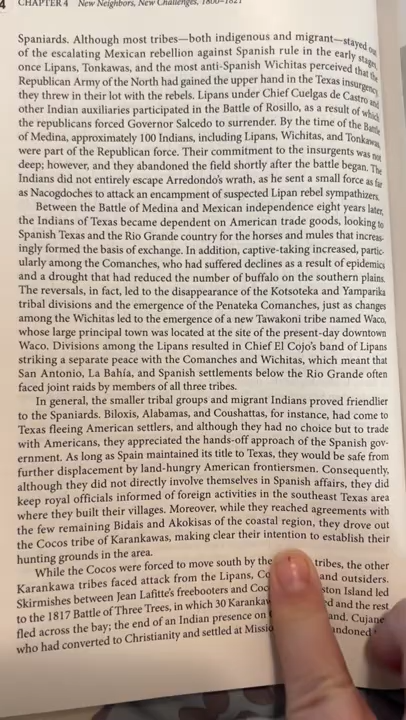 4 CHAPTER 4 New Neighbors, New Challenges, 1800–1821
Spaniards. Although most tribes—both indigenous and migrant—stayed out
of the escalating Mexican rebellion against Spanish rule in the early stages,
once Lipans, Tonkawas, and the most anti-Spanish Wichitas perceived that the
Republican Army of the North had gained the upper hand in the Texas insurgency,
they threw in their lot with the rebels. Lipans under Chief Cuelgas de Castro and
other Indian auxiliaries participated in the Battle of Rosillo, as a result of which
the republicans forced Governor Salcedo to surrender. By the time of the Battle
of Medina, approximately 100 Indians, including Lipans, Wichitas, and Tonkawas,
were part of the Republican force. Their commitment to the insurgents was not
deep; however, and they abandoned the field shortly after the battle began. The
Indians did not entirely escape Arredondo's wrath, as he sent a small force as far
as Nacogdoches to attack an encampment of suspected Lipan rebel sympathizers.
Between the Battle of Medina and Mexican independence eight years later,
the Indians of Texas became dependent on American trade goods, looking to
Spanish Texas and the Rio Grande country for the horses and mules that increas-
ingly formed the basis of exchange. In addition, captive-taking increased, partic-
ularly among the Comanches, who had suffered declines as a result of epidemics
and a drought that had reduced the number of buffalo on the southern plains.
The reversals, in fact, led to the disappearance of the Kotsoteka and Yamparika
tribal divisions and the emergence of the Penateka Comanches, just as changes
among the Wichitas led to the emergence of a new Tawakoni tribe named Waco,
whose large principal town was located at the site of the present-day downtown
Waco. Divisions among the Lipans resulted in Chief El Cojo's band of Lipans
striking a separate peace with the Comanches and Wichitas, which meant that
San Antonio, La Bahía, and Spanish settlements below the Rio Grande often
faced joint raids by members of all three tribes.
In general, the smaller tribal groups and migrant Indians proved friendlier
to the Spaniards. Biloxis, Alabamas, and Coushattas, for instance, had come to
Texas fleeing American settlers, and although they had no choice but to trade
with Americans, they appreciated the hands-off approach of the Spanish gov-
ernment. As long as Spain maintained its title to Texas, they would be safe from
further displacement by land-hungry American frontiersmen. Consequently,
although they did not directly involve themselves in Spanish affairs, they did
keep royal officials informed of foreign activities in the southeast Texas area
where they built their villages. Moreover, while they reached agreements with
the few remaining Bidais and Akokisas of the coastal region, they drove out
the Cocos tribe of Karankawas, making clear their intention to establish their
hunting grounds in the area.
While the Cocos were forced to move south by the tribes, the other
Karankawa tribes faced attack from the Lipans, Co and outsiders.
Skirmishes between Jean Lafitte's freebooters and Coc ston Island led
to the 1817 Battle of Three Trees, in which 30 Karankaw ed and the rest
fled across the bay; the end of an Indian presence on and. Cujane
who had converted to Christianity and settled at Missio ndoned